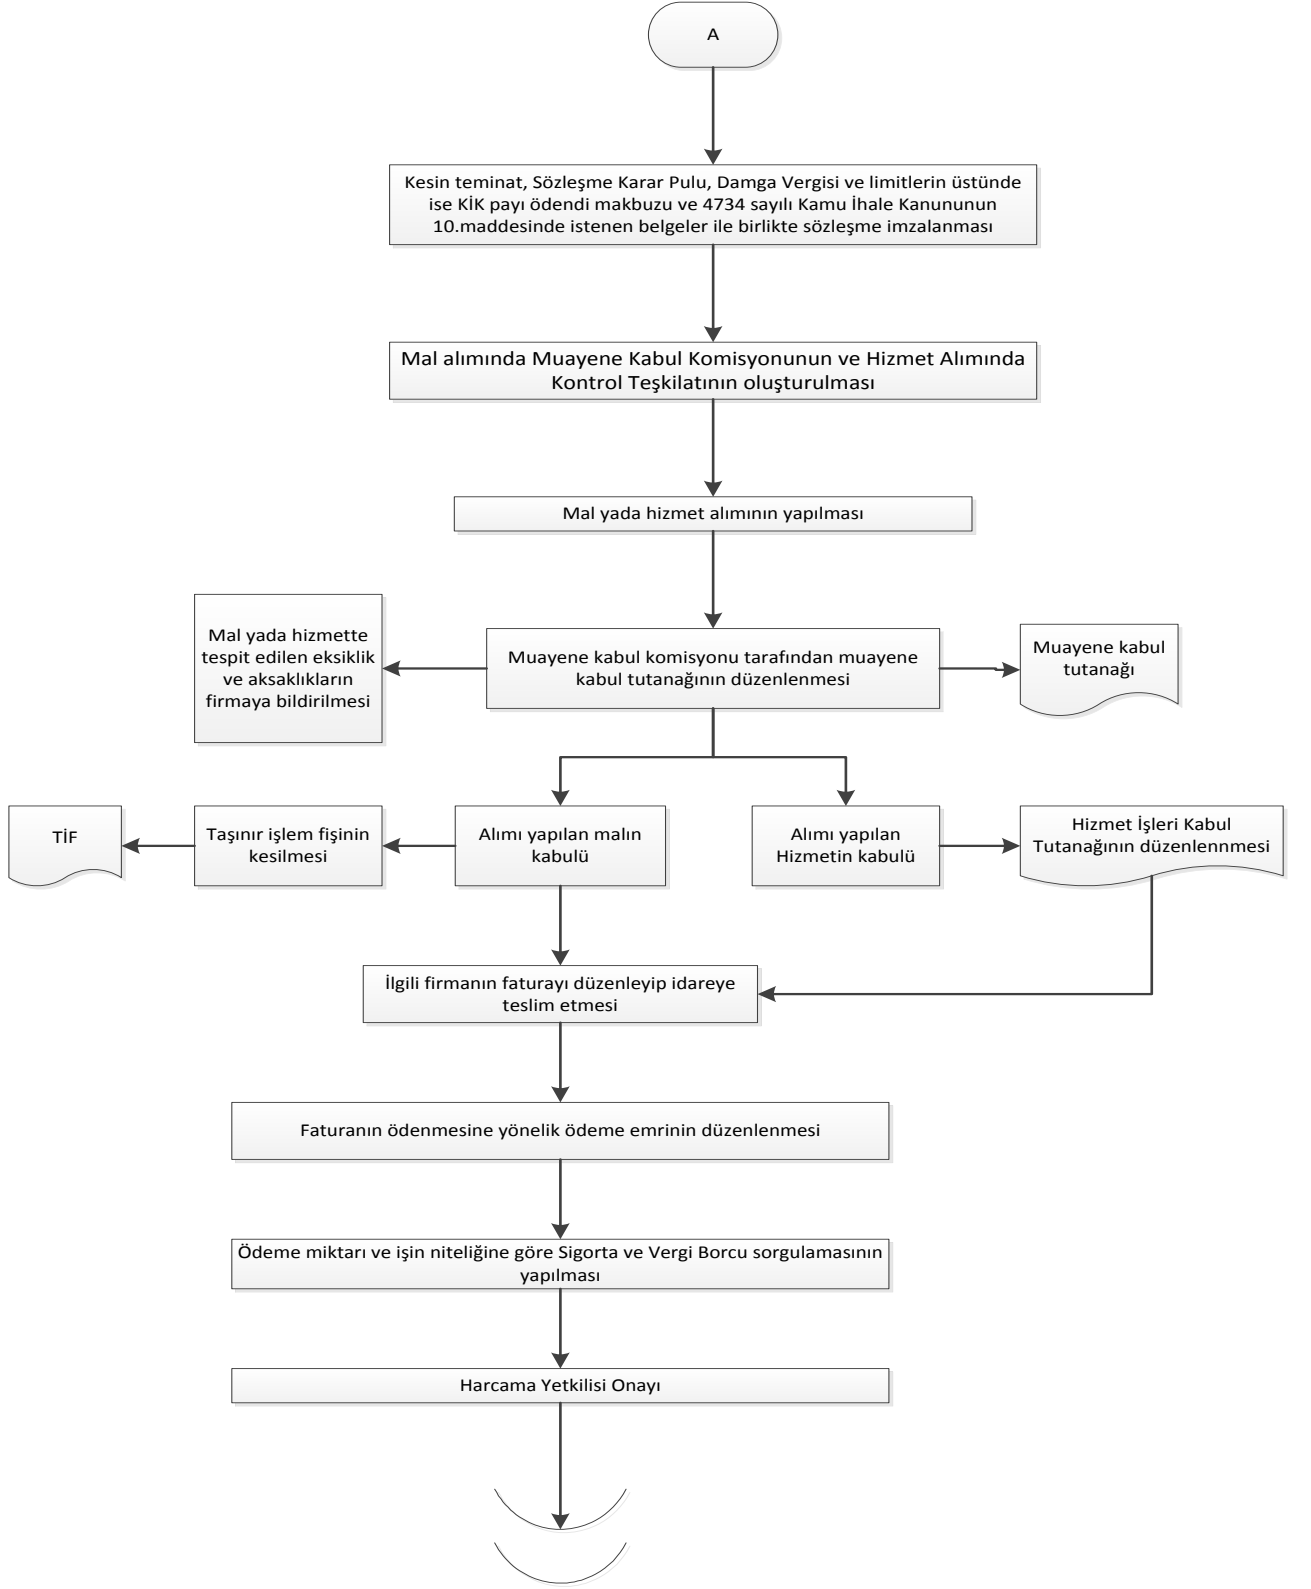 A
Kesin teminat, Sözleşme Karar Pulu, Damga Vergisi ve limitlerin üstünde
ise KİK payı ödendi makbuzu ve 4734 sayılı Kamu İhale Kanununun
10.maddesinde istenen belgeler ile birlikte sözleşme imzalanması
Mal alımında Muayene Kabul Komisyonunun ve Hizmet Alımında
Kontrol Teşkilatının oluşturulması
Mal yada hizmet alımının yapılması
Mal yada hizmette
tespit edilen eksiklik
ve aksaklıkların
firmaya bildirilmesi
Muayene kabul komisyonu tarafından muayene
kabul tutanağının düzenlenmesi
Muayene kabul
tutanağı
TİF
Taşınır işlem fişinin
kesilmesi
Alımı yapılan malın
kabulü
Alımı yapılan
Hizmetin kabulü
Hizmet İşleri Kabul
Tutanağının düzenlennmesi
İlgili firmanın faturayı düzenleyip idareye
teslim etmesi
Faturanın ödenmesine yönelik ödeme emrinin düzenlenmesi
Ödeme miktarı ve işin niteliğine göre Sigorta ve Vergi Borcu sorgulamasının
yapılması
Harcama Yetkilisi Onayı